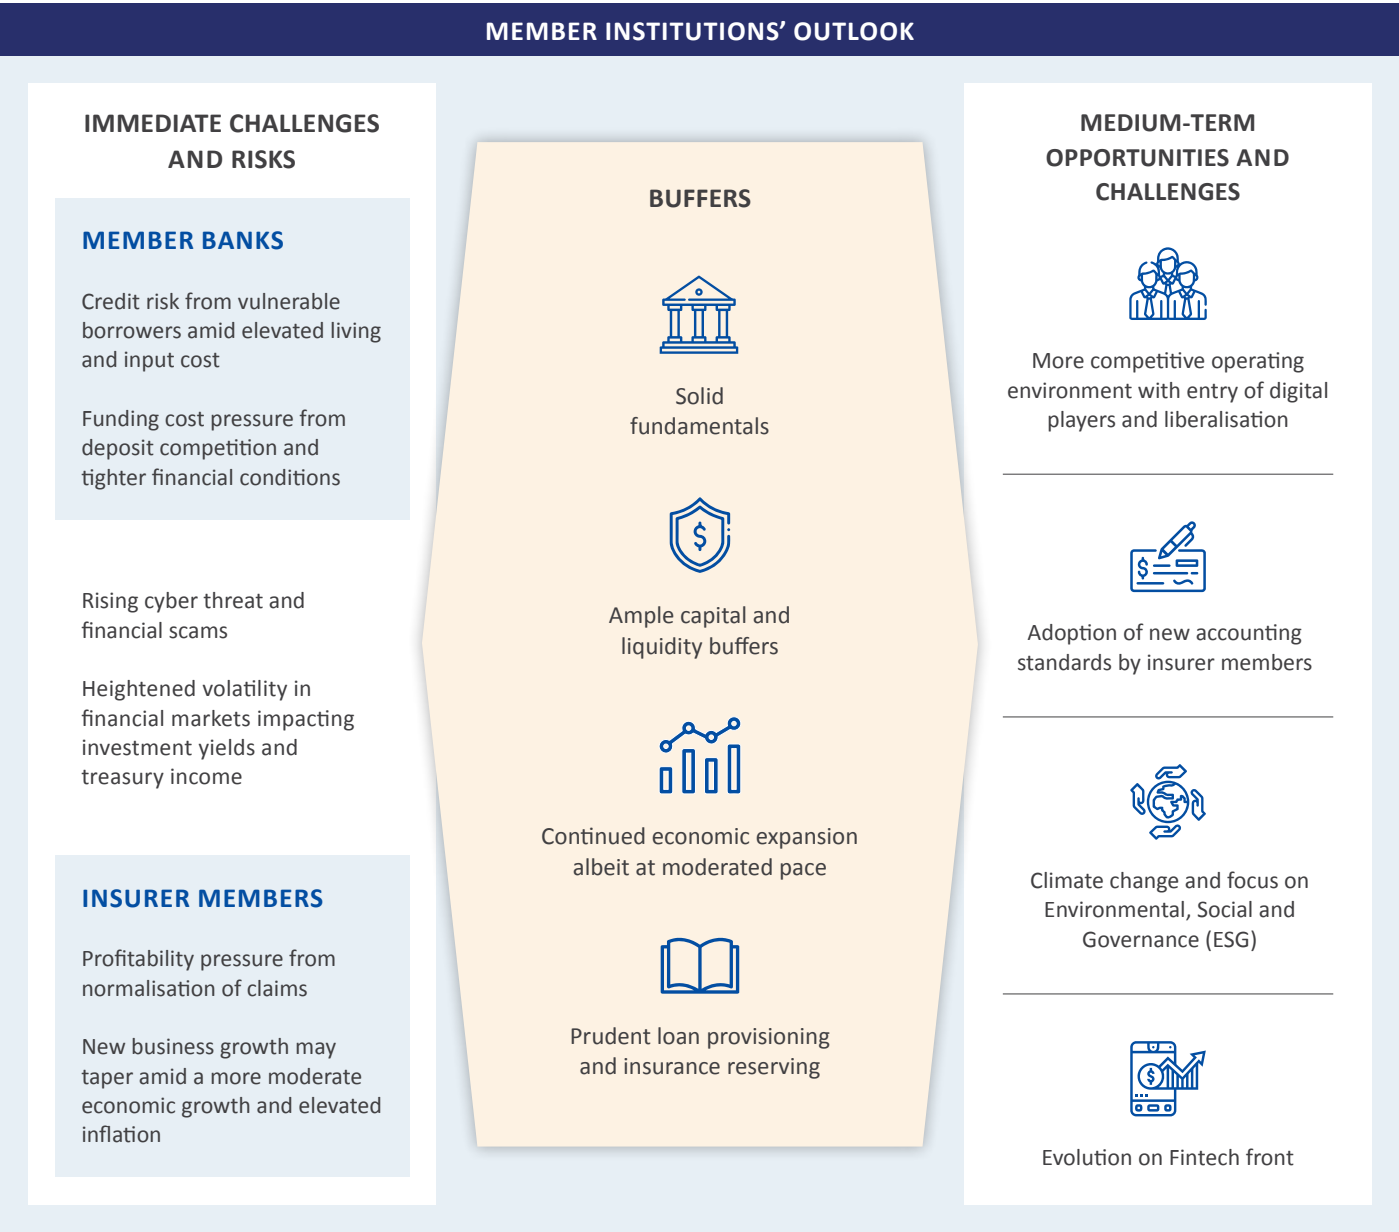 MEMBER INSTITUTIONS’ OUTLOOK
IMMEDIATE CHALLENGES
AND RISKS
MEMBER BANKS
Credit risk from vulnerable
borrowers amid elevated living
and input cost
Funding cost pressure from
deposit competition and
tighter financial conditions
Rising cyber threat and
financial scams
Heightened volatility in
financial markets impacting
investment yields and
treasury income
INSURER MEMBERS
Profitability pressure from
normalisation of claims
New business growth may
taper amid a more moderate
economic growth and elevated
inflation
BUFFERS
Solid
fundamentals
$
Ample capital and
liquidity buffers
Continued economic expansion
albeit at moderated pace
Prudent loan provisioning
and insurance reserving
MEDIUM-TERM
OPPORTUNITIES AND
CHALLENGES
More competitive operating
environment with entry of digital
players and liberalisation
$
Adoption of new accounting
standards by insurer members
Climate change and focus on
Environmental, Social and
Governance (ESG)
$
Evolution on Fintech front